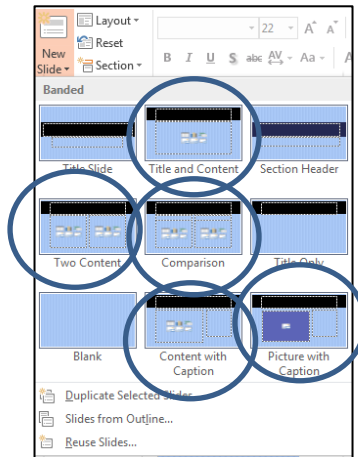 Layout
22 A A
Reset
New
Slide
Section
B I U S abc AV Aa A
Banded
Title Slide Title and Content Section Header
Two Content Comparison Title Only
Blank Content with Picture with
Caption Caption
Duplicate Selected Slides
Slides from Outline...
Reuse Slides...